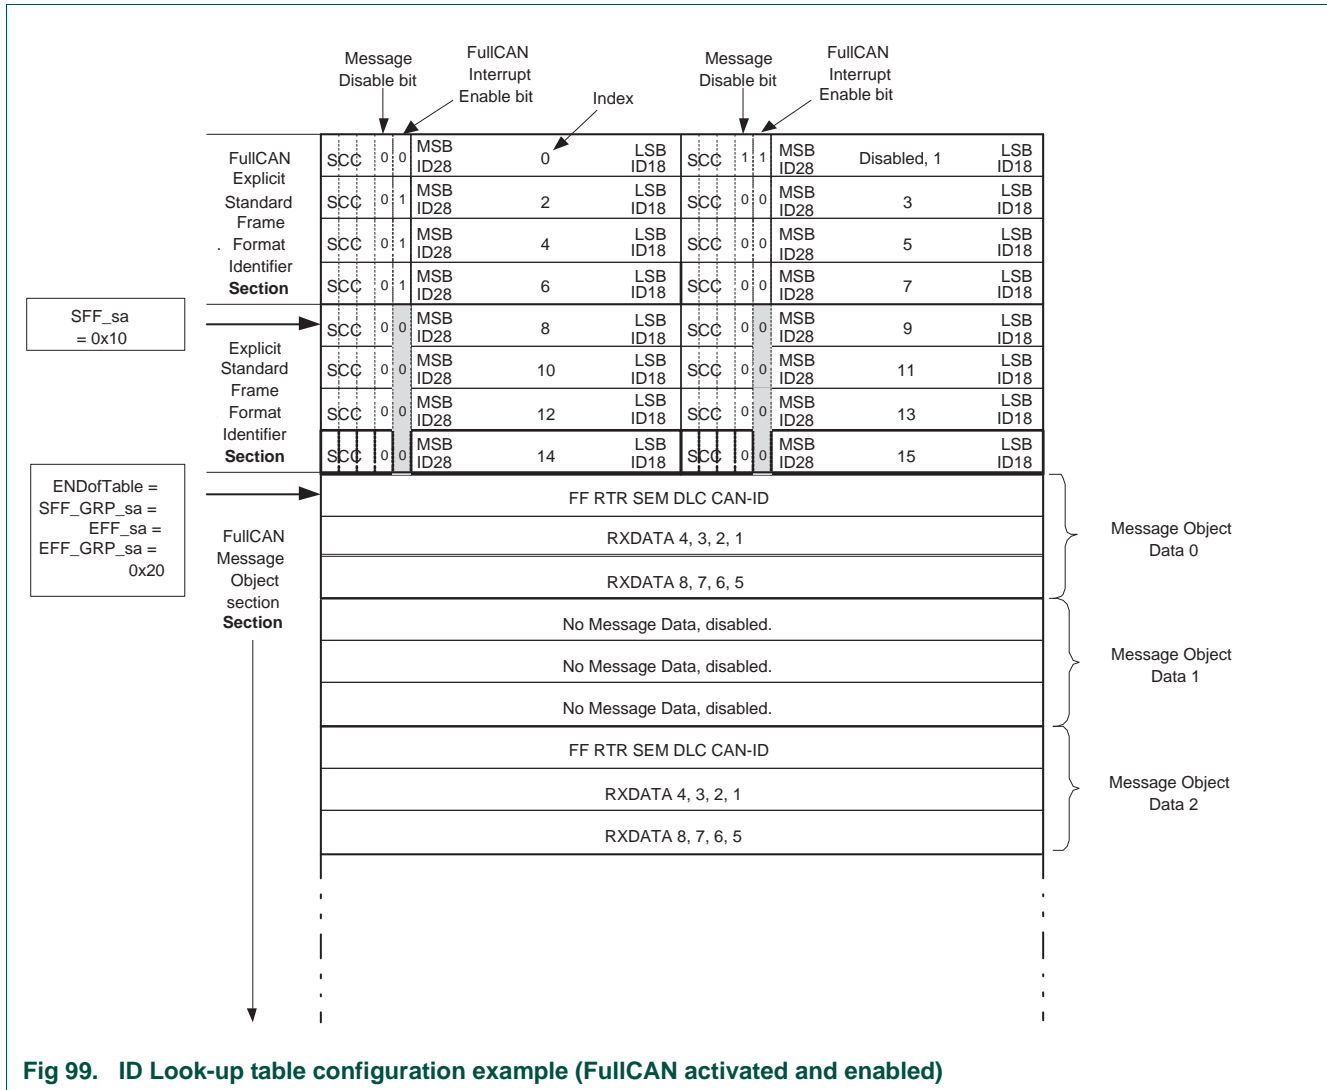 Message
Disable bit
FullCAN
Interrupt
Enable bit
Index
Message
Disable bit
FullCAN
Interrupt
Enable bit
FullCAN
Explicit
Standard
Frame
. Format
Identifier
Section
SCC 0 0 MSB ID28 0 LSB ID18 SCC 1 1 MSB ID28 Disabled, 1 LSB ID18
SCC 0 1 MSB ID28 2 LSB ID18 SCC 0 0 MSB ID28 3 LSB ID18
SCC 0 1 MSB ID28 4 LSB ID18 SCC 0 0 MSB ID28 5 LSB ID18
SCC 0 1 MSB ID28 6 LSB ID18 SCC 0 0 MSB ID28 7 LSB ID18
SFF_sa
= 0x10
Explicit
Standard
Frame
Format
Identifier
Section
SCC 0 0 MSB ID28 8 LSB ID18 SCC 0 0 MSB ID28 9 LSB ID18
SCC 0 0 MSB ID28 10 LSB ID18 SCC 0 0 MSB ID28 11 LSB ID18
SCC 0 0 MSB ID28 12 LSB ID18 SCC 0 0 MSB ID28 13 LSB ID18
SCC 0 0 MSB ID28 14 LSB ID18 SCC 0 0 MSB ID28 15 LSB ID18
ENDofTable =
SFF_GRP_sa =
EFF_sa =
EFF_GRP_sa =
0x20
FullCAN
Message
Object
section
Section
FF RTR SEM DLC CAN-ID
RXDATA 4, 3, 2, 1
RXDATA 8, 7, 6, 5
Message Object
Data 0
No Message Data, disabled.
No Message Data, disabled.
No Message Data, disabled.
Message Object
Data 1
FF RTR SEM DLC CAN-ID
RXDATA 4, 3, 2, 1
RXDATA 8, 7, 6, 5
Message Object
Data 2
Fig 99. ID Look-up table configuration example (FullCAN activated and enabled)